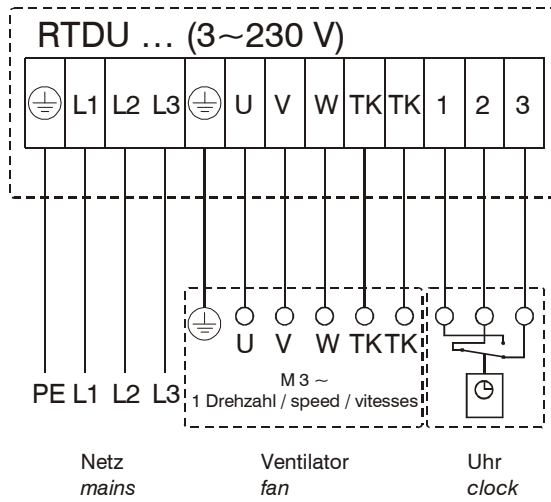 RTDU ... (3~230 V)
L1 L2 L3 U V W TK TK 1 2 3
U V W TK TK
M 3 ~
1 Drehzahl / speed / vitesses
PE L1 L2 L3
Netz Ventilator Uhr
mains fan clock